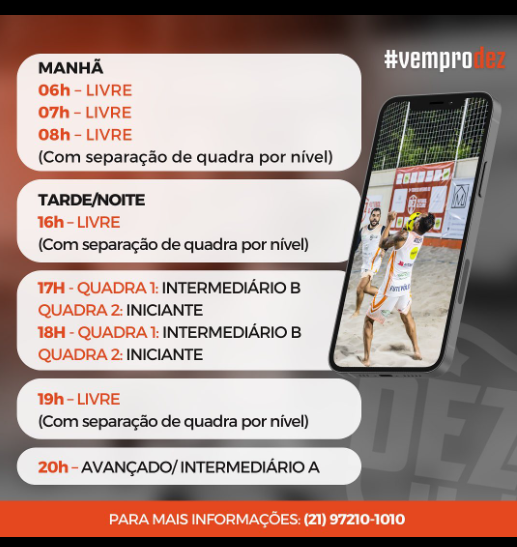 #vemprodez
MANHÃ
06h – LIVRE
07h – LIVRE
08h – LIVRE
(Com separação de quadra por nível)
TARDE/NOITE
16h – LIVRE
(Com separação de quadra por nível)
17H - QUADRA 1: INTERMEDIÁRIO B
QUADRA 2: INICIANTE
18H - QUADRA 1: INTERMEDIÁRIO B
QUADRA 2: INICIANTE
19h – LIVRE
(Com separação de quadra por nível)
20h – AVANÇADO/ INTERMEDIÁRIO A
DEZ
PARA MAIS INFORMAÇÕES: (21) 97210-1010